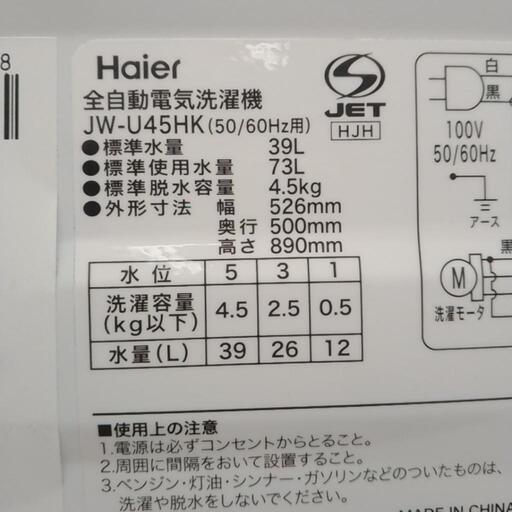 8
Haier
全自動電気洗濯機
JW-U45HK(50/60Hz用)
S
JET
HJH
●標準水量 39L
●標準使用水量 73L
●標準脱水容量 4.5kg
●外形寸法 幅 526mm
奥行 500mm
高さ 890mm
水位 5 3 1
洗濯容量(kg以下) 4.5 2.5 0.5
水量(L) 39 26 12
白
黒
100V
50/60Hz
アース
黒
M
洗濯モータ
■使用上の注意
1.電源は必ずコンセントからとること。
2.周囲に間隔をおいて設置すること。
3.ベンジン・灯油・シンナー・ガソリンなどのついたものは、
洗濯や脱水をしないでください。
MADE IN CHINA